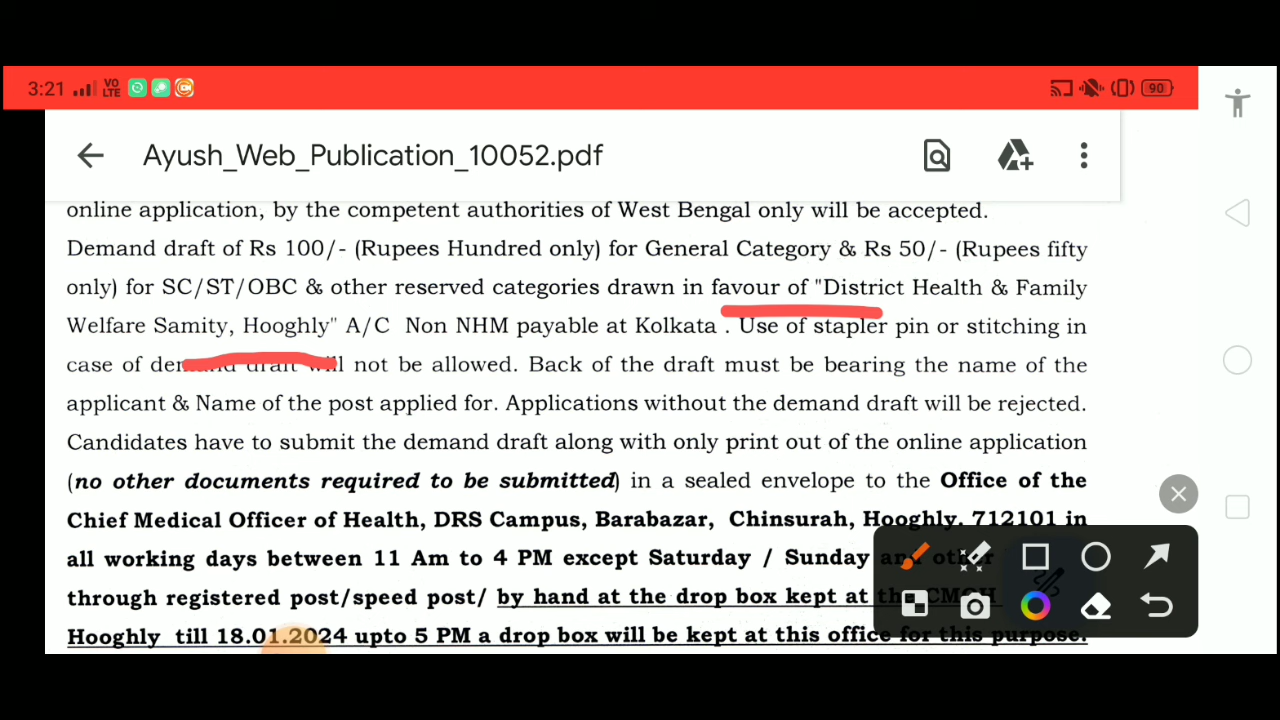 3:21 VO LTE 90
Ayush_Web_Publication_10052.pdf
online application, by the competent authorities of West Bengal only will be accepted.
Demand draft of Rs 100/- (Rupees Hundred only) for General Category & Rs 50/- (Rupees fifty
only) for SC/ST/OBC & other reserved categories drawn in favour of "District Health & Family
Welfare Samity, Hooghly" A/C Non NHM payable at Kolkata . Use of stapler pin or stitching in
case of demand draft will not be allowed. Back of the draft must be bearing the name of the
applicant & Name of the post applied for. Applications without the demand draft will be rejected.
Candidates have to submit the demand draft along with only print out of the online application
(no other documents required to be submitted) in a sealed envelope to the Office of the
Chief Medical Officer of Health, DRS Campus, Barabazar, Chinsurah, Hooghly. 712101 in
all working days between 11 Am to 4 PM except Saturday / Sunday and other
through registered post/speed post/ by hand at the drop box kept at the CMOH
Hooghly till 18.01.2024 upto 5 PM a drop box will be kept at this office for this purpose.